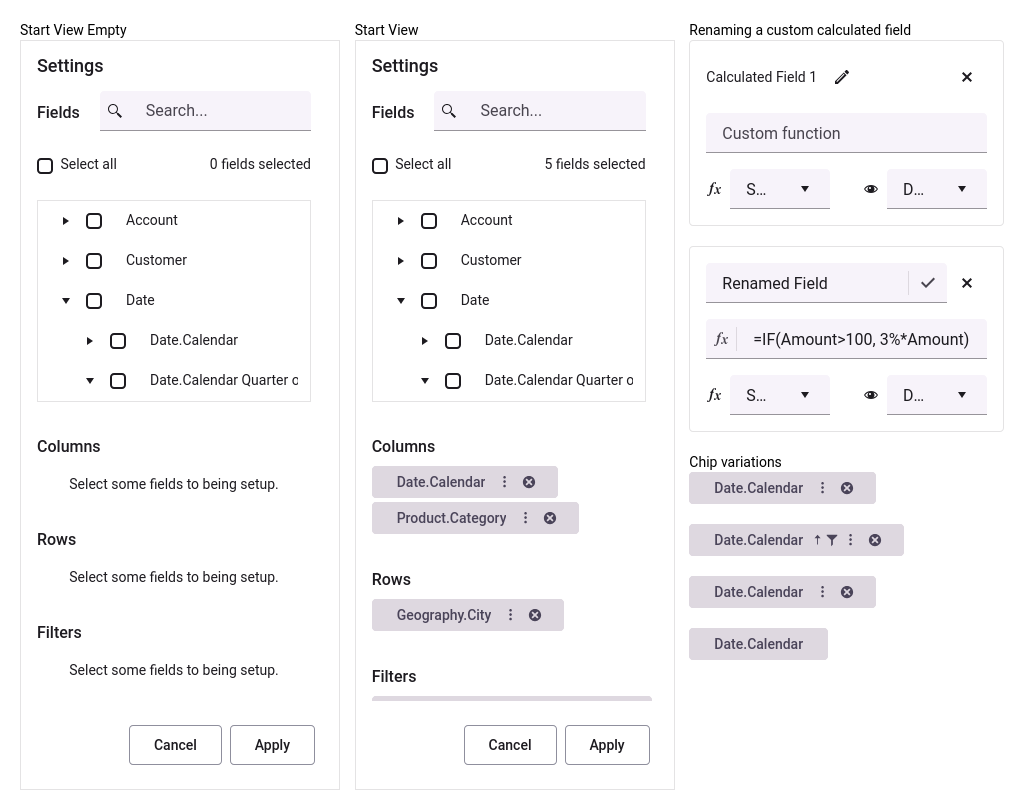 Start View Empty
Settings
Fields
Search...
Select all
0 fields selected
Account
Customer
Date
Date.Calendar
Date.Calendar Quarter o
Columns
Select some fields to being setup.
Rows
Select some fields to being setup.
Filters
Select some fields to being setup.
Cancel
Apply
Start View
Settings
Fields
Search...
Select all
5 fields selected
Account
Customer
Date
Date.Calendar
Date.Calendar Quarter o
Columns
Date.Calendar
Product.Category
Rows
Geography.City
Filters
Cancel
Apply
Renaming a custom calculated field
Calculated Field 1
Custom function
fx S...
D...
Renamed Field
fx =IF(Amount>100, 3%*Amount)
fx S...
D...
Chip variations
Date.Calendar
Date.Calendar
Date.Calendar
Date.Calendar